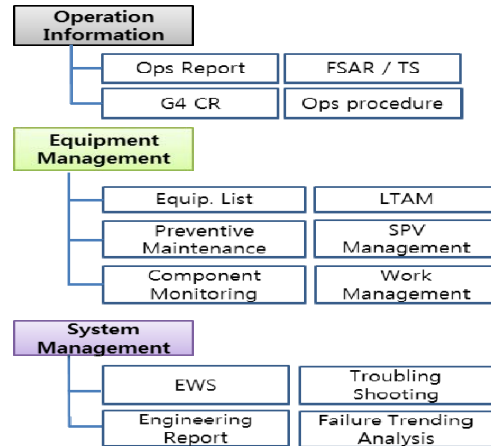 Operation
Information
Ops Report
FSAR / TS
G4 CR
Ops procedure
Equipment
Management
Equip. List
LTAM
Preventive
Maintenance
SPV
Management
Component
Monitoring
Work
Management
System
Management
EWS
Troubling
Shooting
Engineering
Report
Failure Trending
Analysis